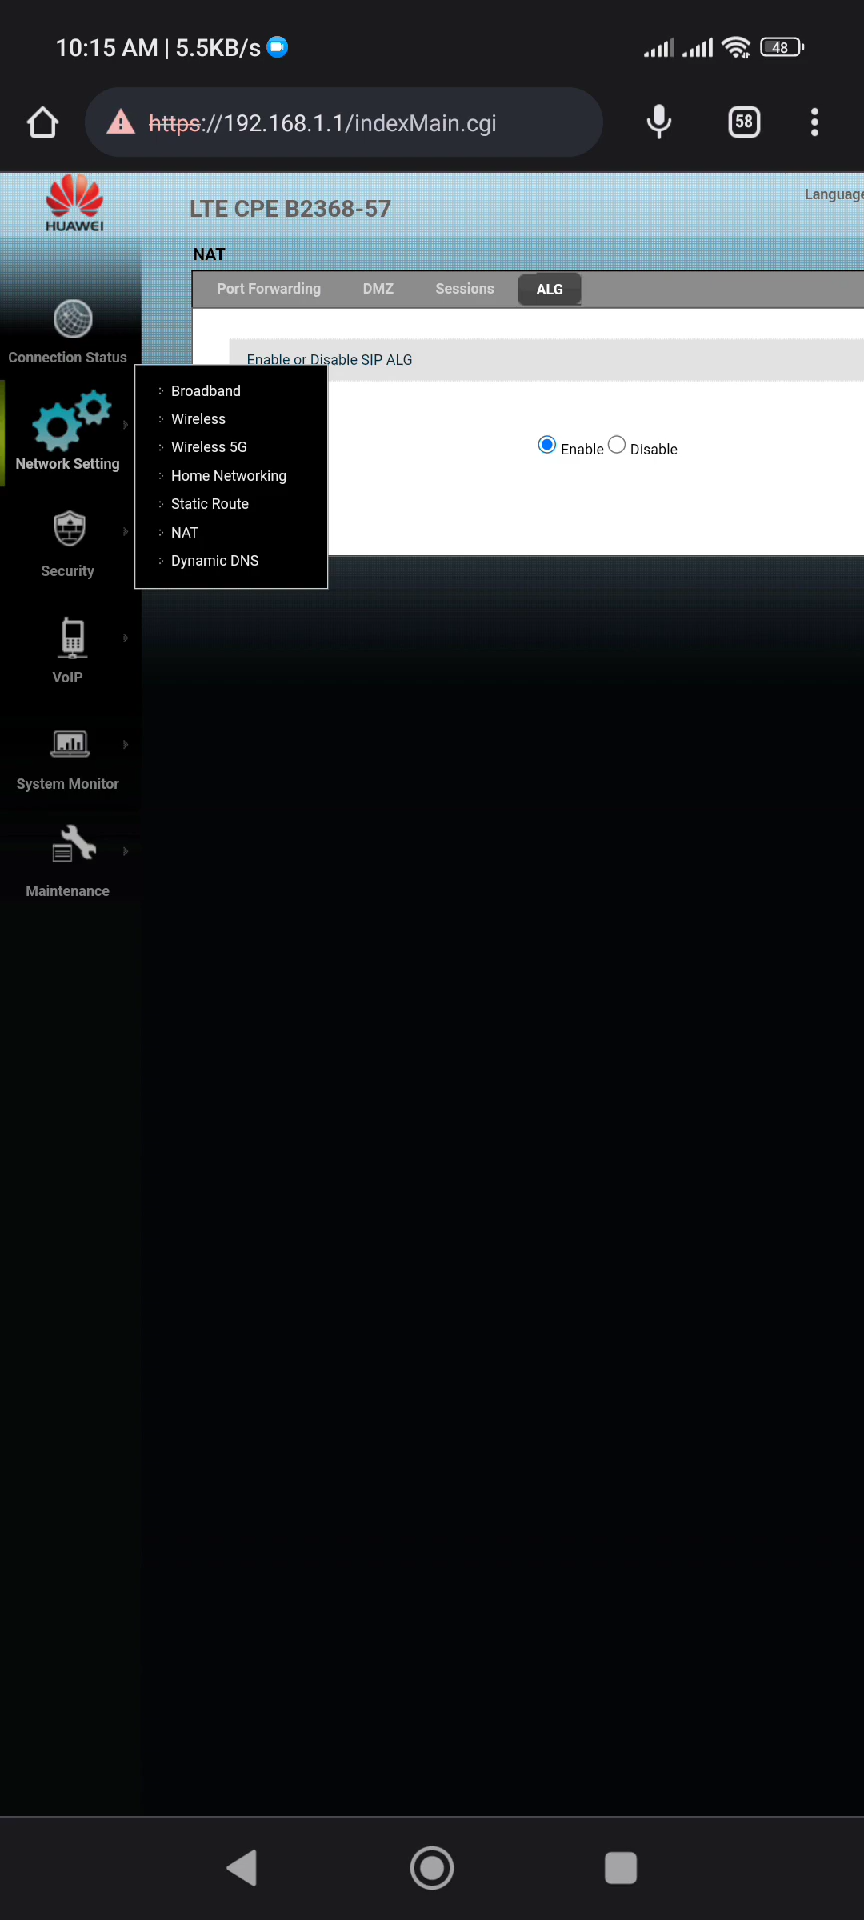 10:15 AM | 5.5KB/s
48
https://192.168.1.1/indexMain.cgi
58
HUAWEI
LTE CPE B2368-57
Language
NAT
Port Forwarding DMZ Sessions ALG
Connection Status
Enable or Disable SIP ALG
Broadband
Wireless
Wireless 5G
Home Networking
Static Route
NAT
Dynamic DNS
Enable Disable
Network Setting
Security
VoIP
System Monitor
Maintenance